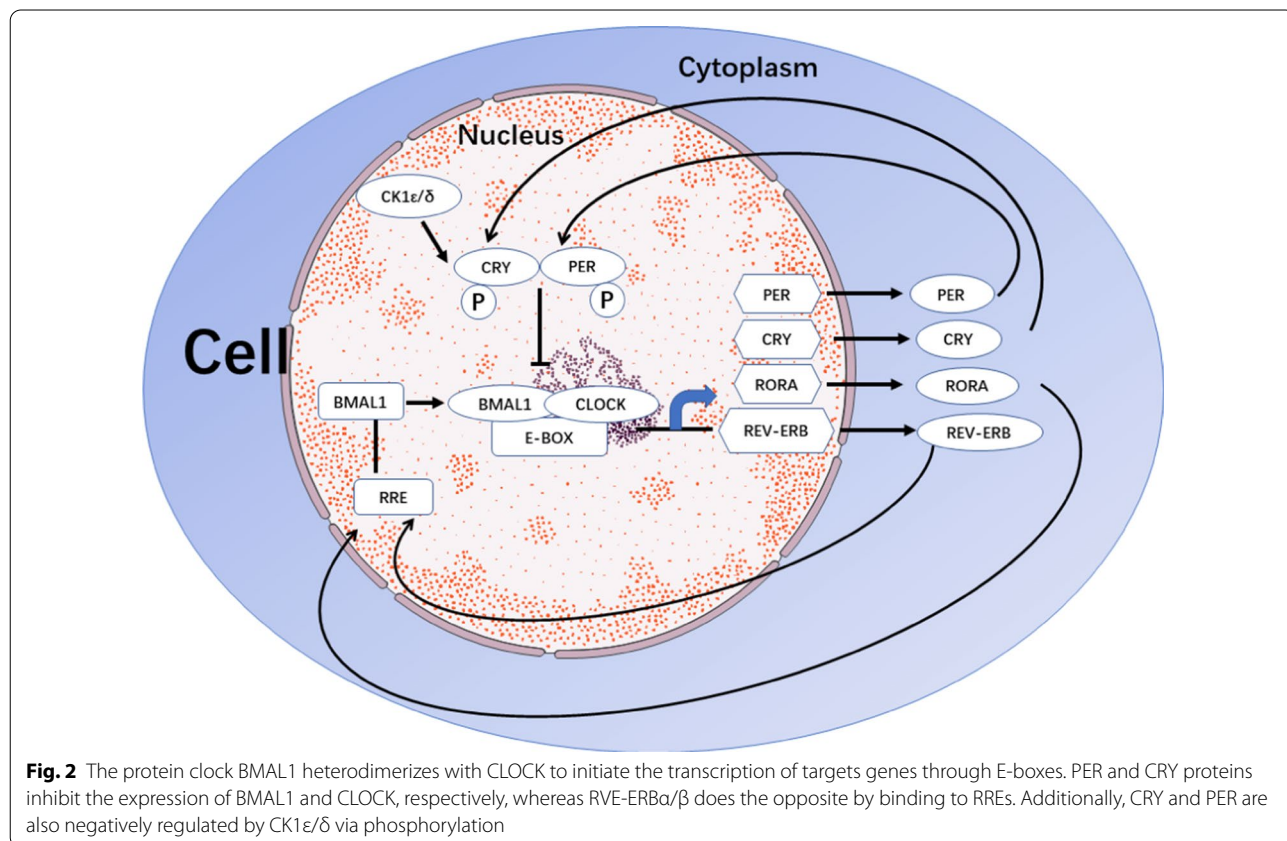 Cytoplasm
Nucleus
CK1ε/δ
CRY
PER
P
P
PER
PER
CRY
CRY
Cell
RORA
RORA
BMAL1
BMAL1
CLOCK
REV-ERB
REV-ERB
E-BOX
RRE
Fig. 2 The protein clock BMAL1 heterodimerizes with CLOCK to initiate the transcription of targets genes through E-boxes. PER and CRY proteins
inhibit the expression of BMAL1 and CLOCK, respectively, whereas RVE-ERBα/β does the opposite by binding to RREs. Additionally, CRY and PER are
also negatively regulated by CK1ε/δ via phosphorylation